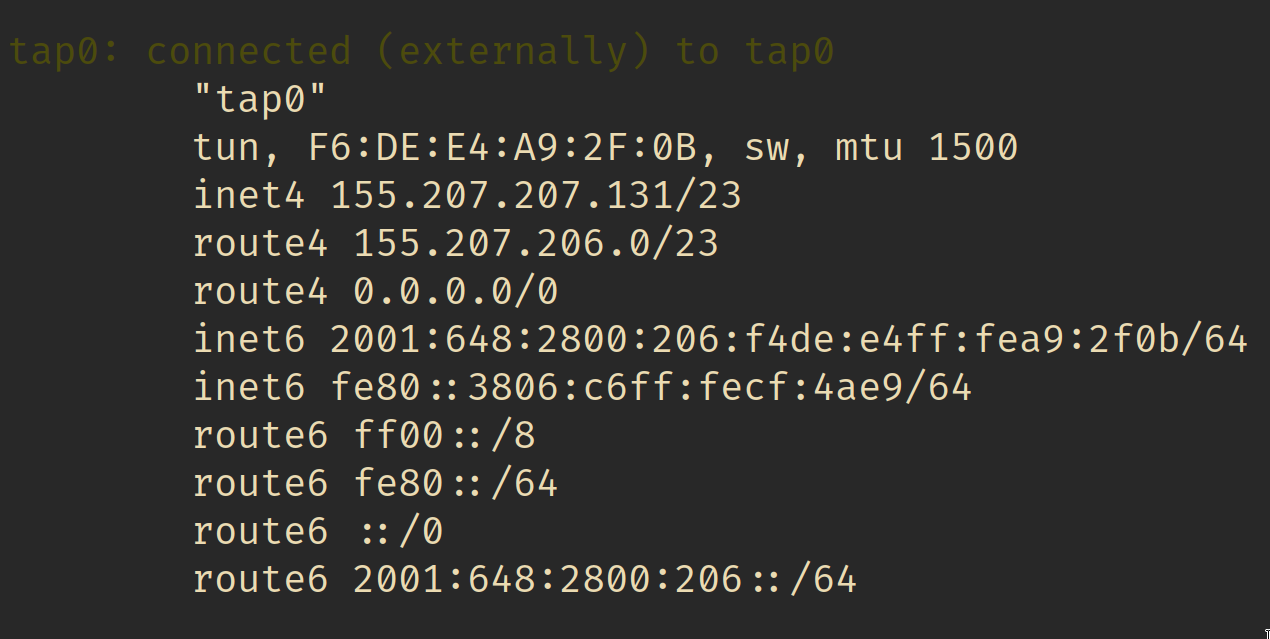 tap0: connected (externally) to tap0
"tap0"
tun, F6:DE:E4:A9:2F:0B, sw, mtu 1500
inet4 155.207.207.131/23
route4 155.207.206.0/23
route4 0.0.0.0/0
inet6 2001:648:2800:206:f4de:e4ff:fea9:2f0b/64
inet6 fe80::3806:c6ff:fecf:4ae9/64
route6 ff00::/8
route6 fe80::/64
route6 ::/0
route6 2001:648:2800:206::/64